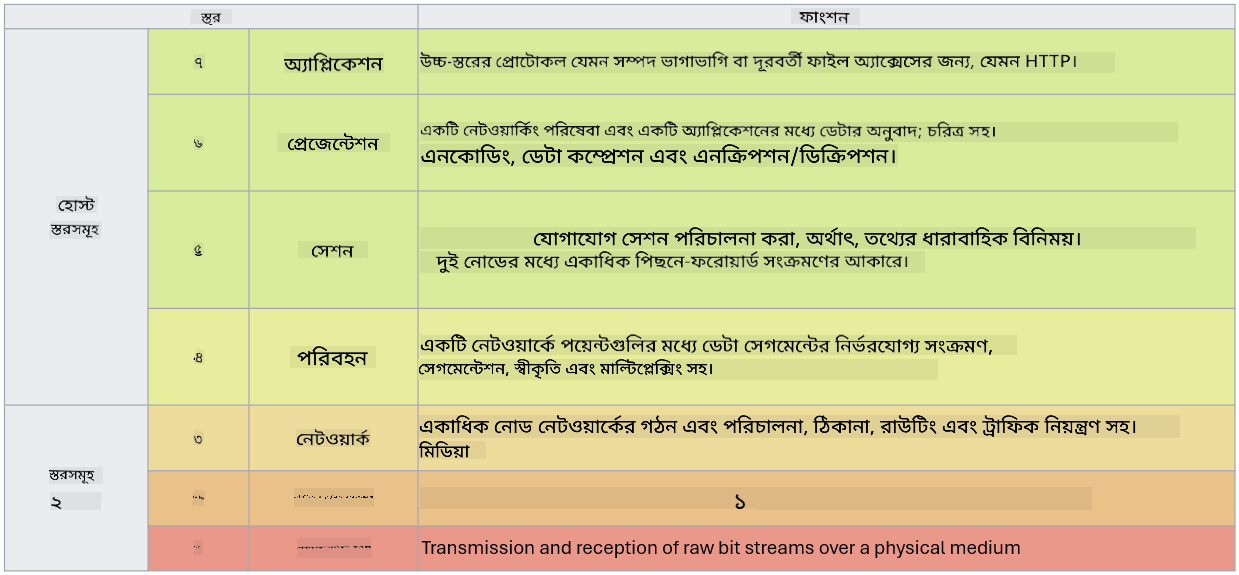 স্তর
ফাংশন
হোস্ট
স্তরসমূহ
৭
অ্যাপ্লিকেশন
উচ্চ-স্তরের প্রোটোকল যেমন সম্পদ ভাগাভাগি বা দূরবর্তী ফাইল অ্যাক্সেসের জন্য, যেমন HTTP।
৬
প্রেজেন্টেশন
একটি নেটওয়ার্কিং পরিষেবা এবং একটি অ্যাপ্লিকেশনের মধ্যে ডেটার অনুবাদ; চরিত্র সহ।
এনকোডিং, ডেটা কম্প্রেশন এবং এনক্রিপশন/ডিক্রিপশন।
৫
সেশন
যোগাযোগ সেশন পরিচালনা করা, অর্থাৎ, তথ্যের ধারাবাহিক বিনিময়।
দুই নোডের মধ্যে একাধিক পিছনে-ফরোয়ার্ড সংক্রমণের আকারে।
৪
পরিবহন
একটি নেটওয়ার্কে পয়েন্টগুলির মধ্যে ডেটা সেগমেন্টের নির্ভরযোগ্য সংক্রমণ,
সেগমেন্টেশন, স্বীকৃতি এবং মাল্টিপ্লেক্সিং সহ।
স্তরসমূহ
২
৩
নেটওয়ার্ক
একাধিক নোড নেটওয়ার্কের গঠন এবং পরিচালনা, ঠিকানা, রাউটিং এবং ট্রাফিক নিয়ন্ত্রণ সহ।
মিডিয়া
১
Transmission and reception of raw bit streams over a physical medium